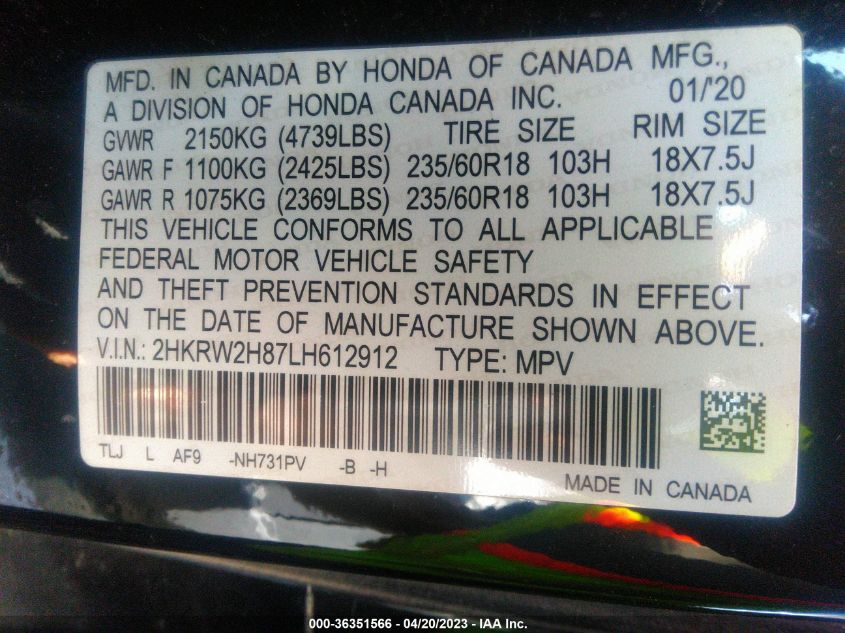 MFD. IN CANADA BY HONDA OF CANADA MFG.,
A DIVISION OF HONDA CANADA INC. 01/'20
GVWR 2150KG (4739LBS) TIRE SIZE RIM SIZE
GAWR F 1100KG (2425LBS) 235/60R18 103H 18X7.5J
GAWR R 1075KG (2369LBS) 235/60R18 103H 18X7.5J
THIS VEHICLE CONFORMS TO ALL APPLICABLE
FEDERAL MOTOR VEHICLE SAFETY
AND THEFT PREVENTION STANDARDS IN EFFECT
ON THE DATE OF MANUFACTURE SHOWN ABOVE.
V.I.N.: 2HKRW2H87LH612912 TYPE: MPV
TLJ L AF9 -NH731PV -B -H
MADE IN CANADA
000-36351566 - 04/20/2023 - IAA Inc.